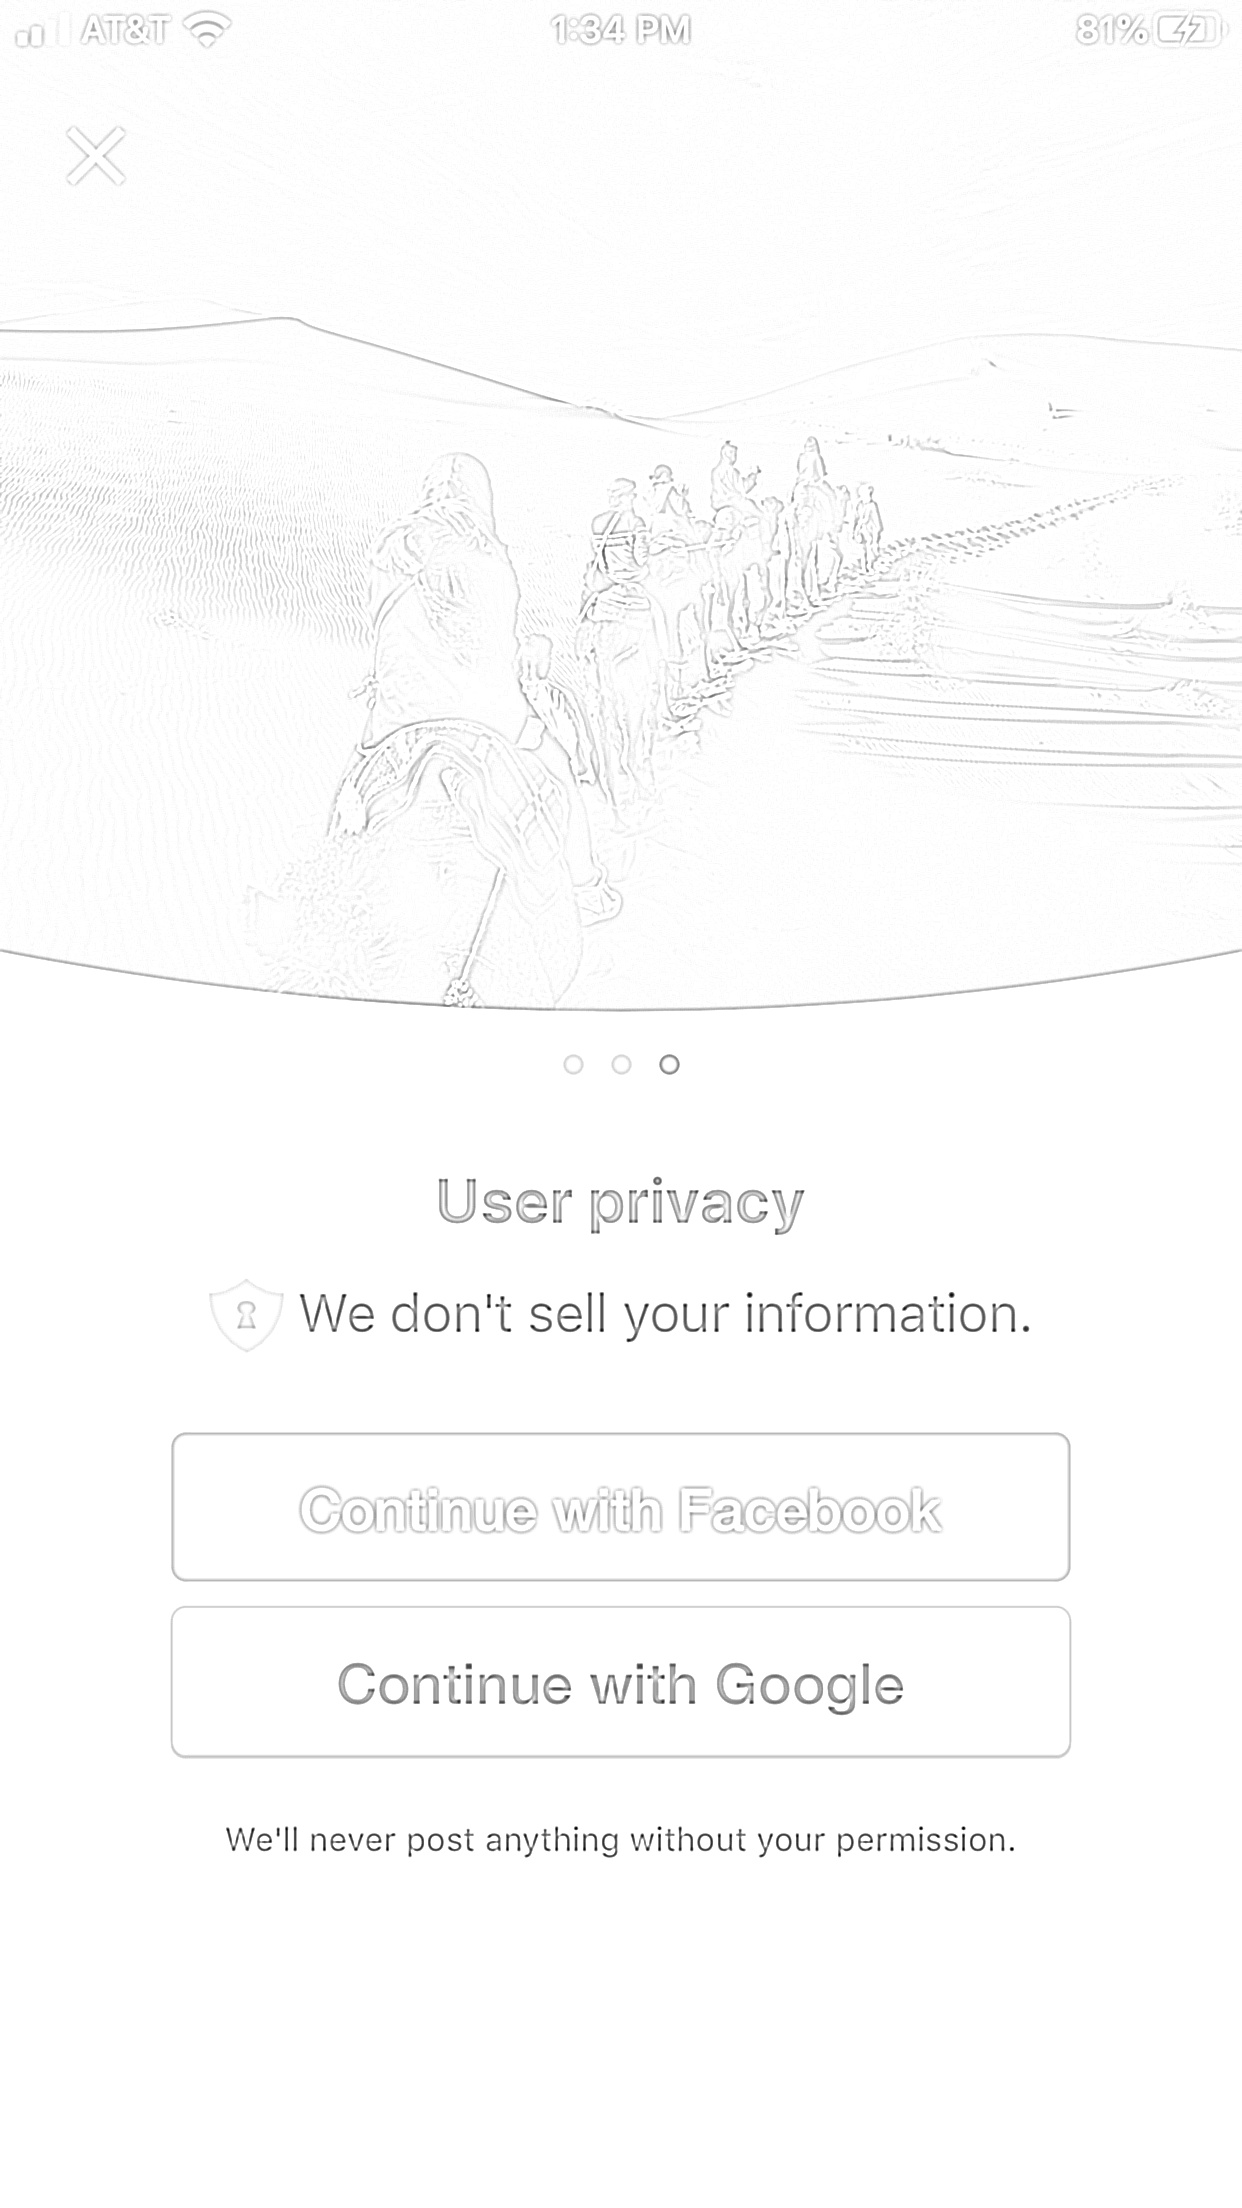 AT&T 1:34 PM 81%
User privacy
We don't sell your information.
Continue with Facebook
Continue with Google
We'll never post anything without your permission.